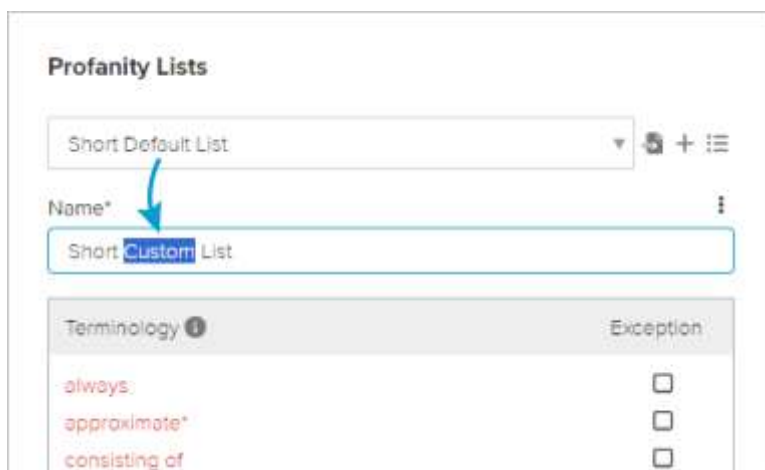 Profanity Lists
Short Default List
Name*
Short Custom List
Terminology
Exception
always
approximate*
consisting of